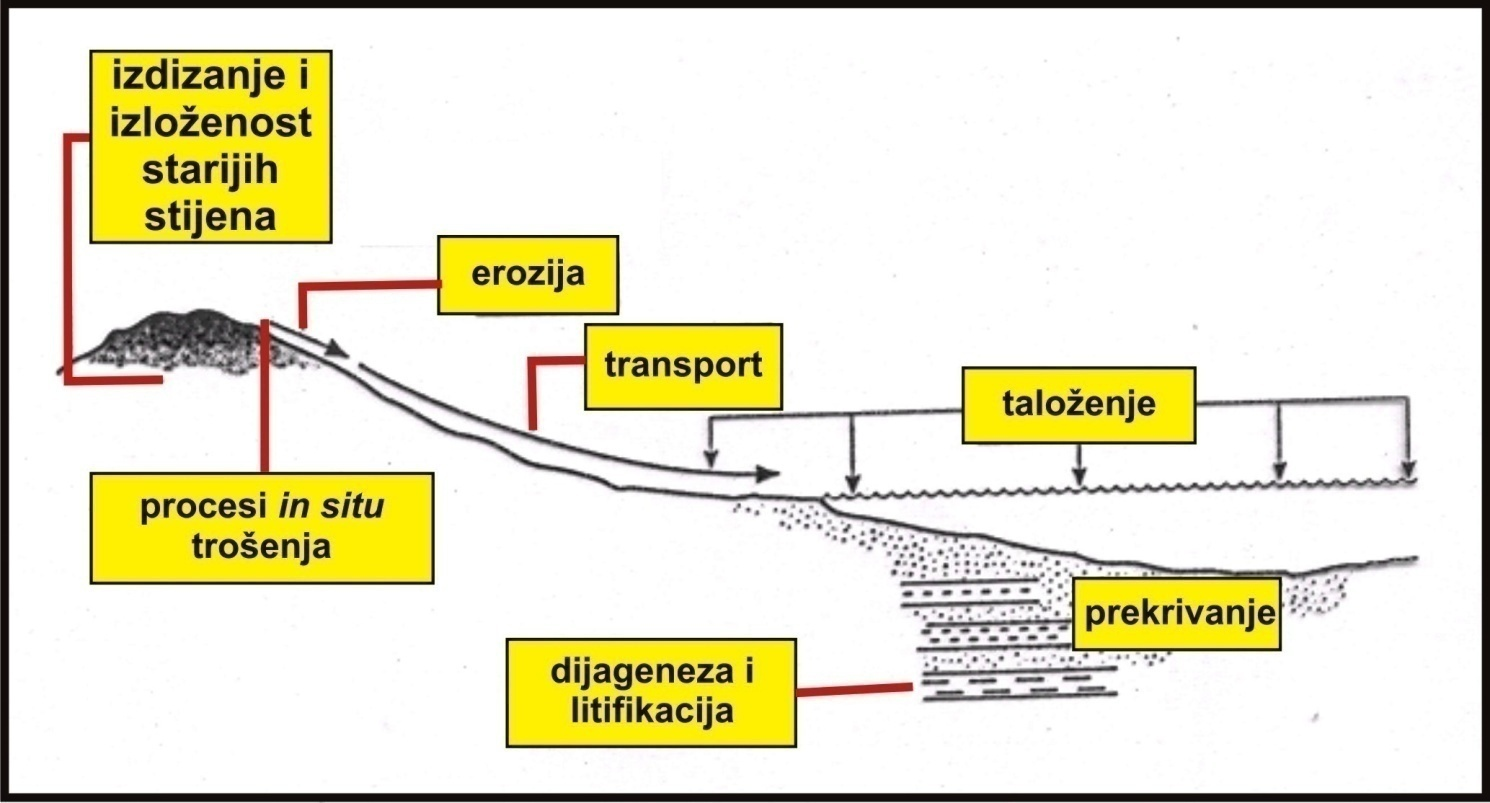 izdizanje i
izloženost
starijih
stijena
erozija
transport
taloženje
procesi in situ
trošenja
prekrivanje
dijageneza i
litifikacija